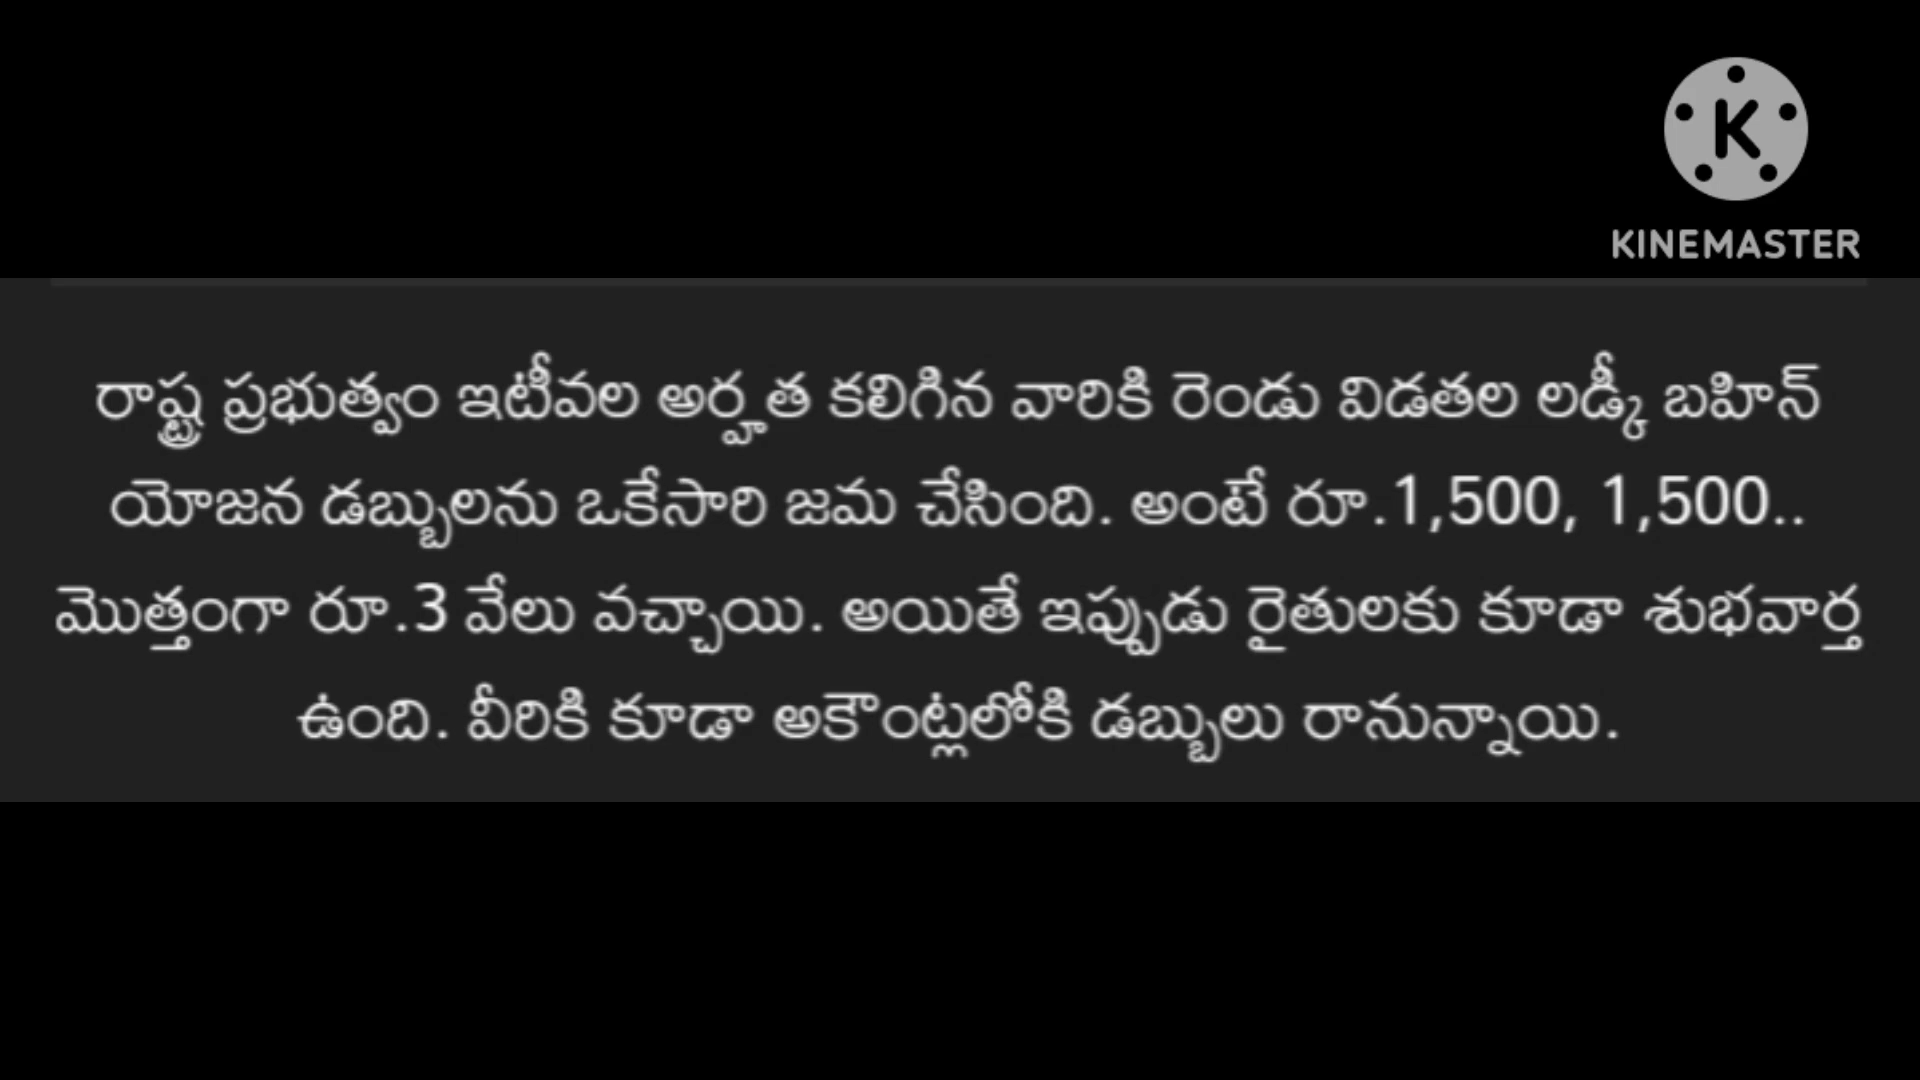 KINEMASTER
రాష్ట్ర ప్రభుత్వం ఇటీవల అర్హత కలిగిన వారికి రెండు విడతల లడ్కీ బహిన్
యోజన డబ్బులను ఒకేసారి జమ చేసింది. అంటే రూ.1,500, 1,500..
మొత్తంగా రూ.3 వేలు వచ్చాయి. అయితే ఇప్పుడు రైతులకు కూడా శుభవార్త
ఉంది. వీరికి కూడా అకౌంట్లలోకి డబ్బులు రానున్నాయి.